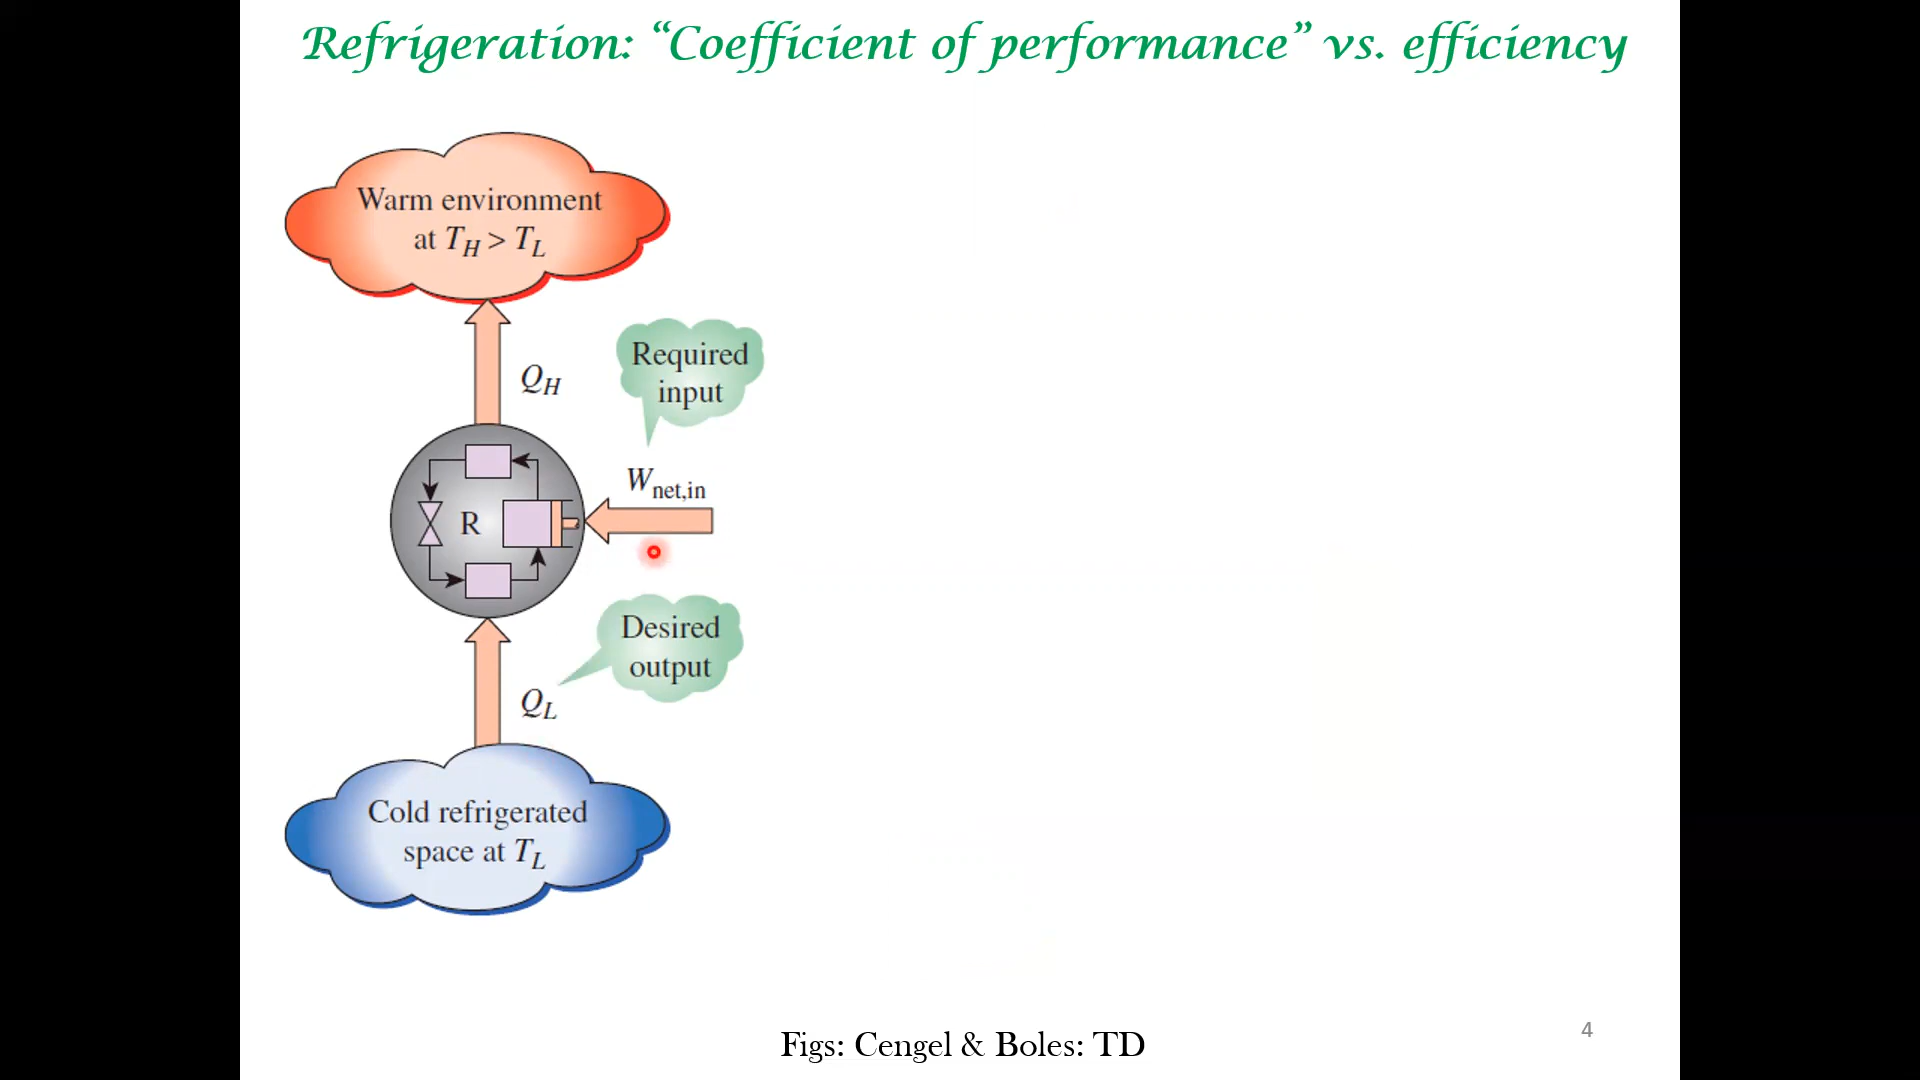 Refrigeration: “Coefficient of performance” vs. efficiency
Warm environment
at T_H > T_L
Q_H
Required
input
W_net,in
R
Desired
output
Q_L
Cold refrigerated
space at T_L
Figs: Cengel & Boles: TD
4